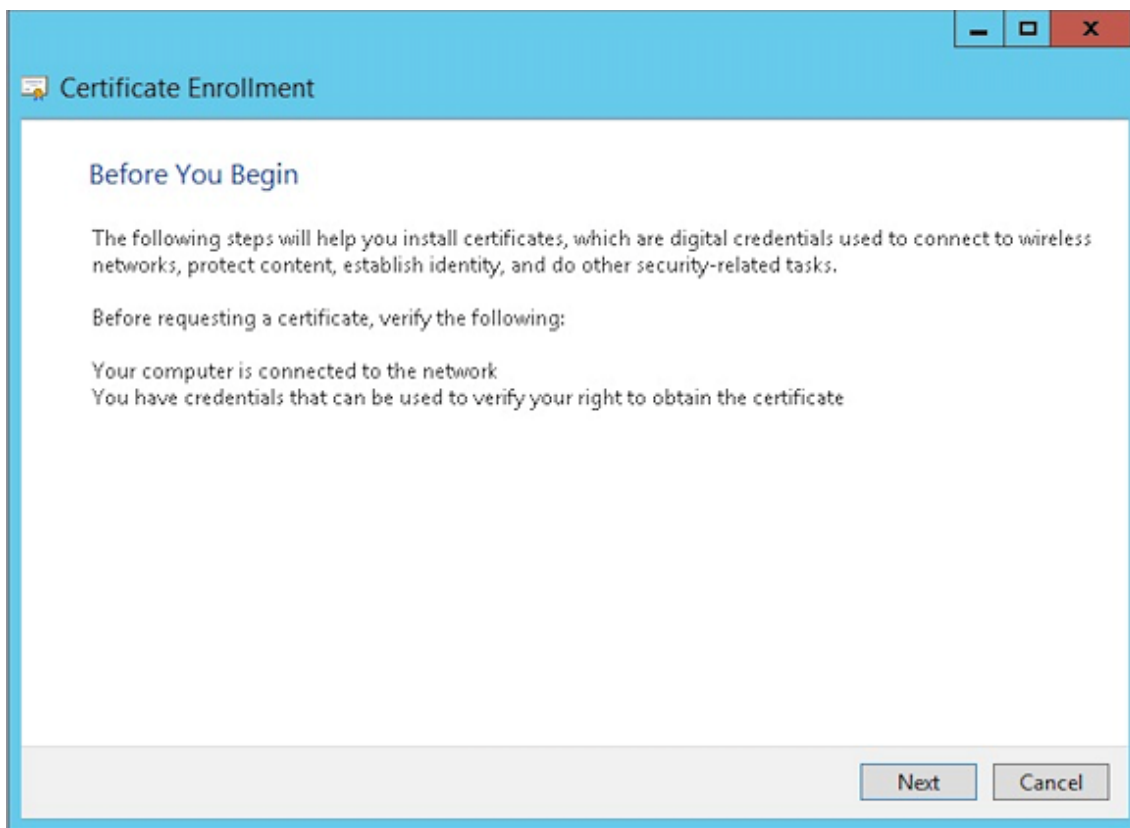 Certificate Enrollment
Before You Begin
The following steps will help you install certificates, which are digital credentials used to connect to wireless
networks, protect content, establish identity, and do other security-related tasks.
Before requesting a certificate, verify the following:
Your computer is connected to the network
You have credentials that can be used to verify your right to obtain the certificate
Next
Cancel